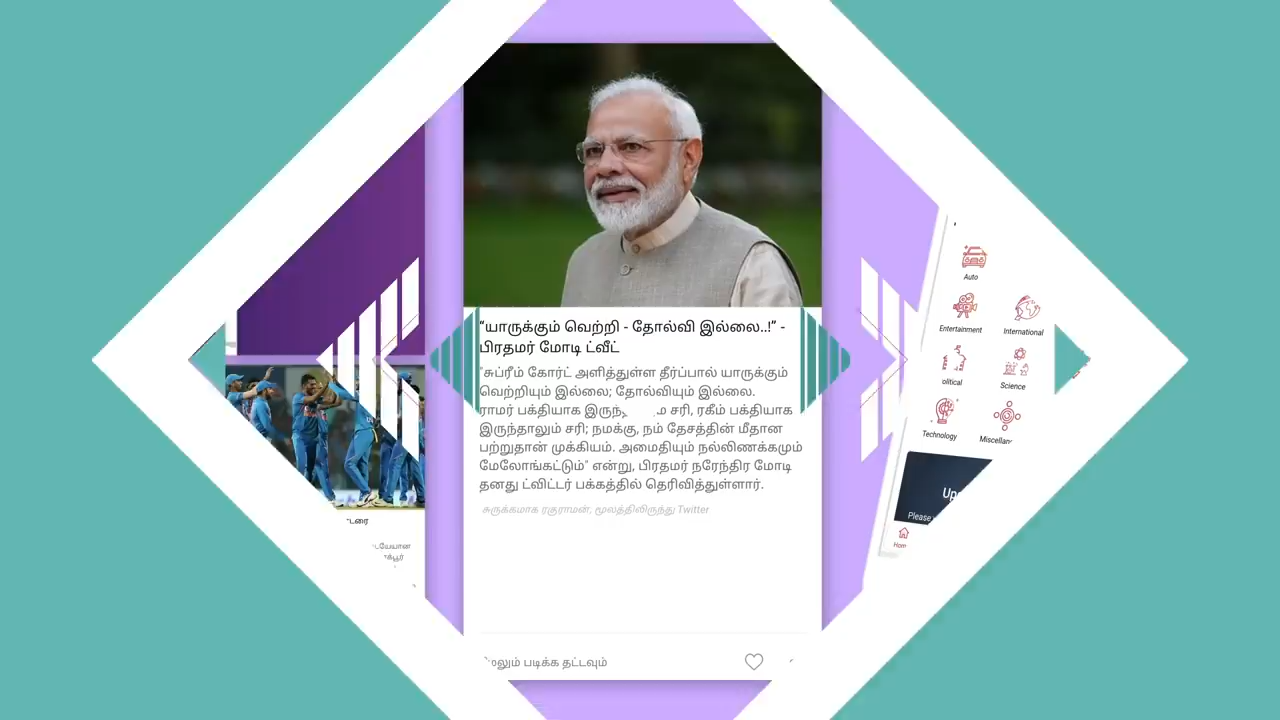 “யாருக்கும் வெற்றி - தோல்வி இல்லை..!” -
பிரதமர் மோடி ட்வீட்
"சுப்ரீம் கோர்ட் அளித்துள்ள தீர்ப்பால் யாருக்கும்
வெற்றியும் இல்லை; தோல்வியும் இல்லை.
ராமர் பக்தியாக சரி, ரகீம் பக்தியாக
இருந்தாலும் சரி; நமக்கு, நம் தேசத்தின் மீதான
பற்றுதான் முக்கியம். அமைதியும் நல்லிணக்கமும்
மேலோங்கட்டும்" என்று, பிரதமர் நரேந்திர மோடி
தனது ட்விட்டர் பக்கத்தில் தெரிவித்துள்ளார்.
சுருக்கமாக ரகுராமன், மூலத்திலிருந்து Twitter
படிக்க தட்டவும்
Auto
Entertainment International
Science
Technology
Please